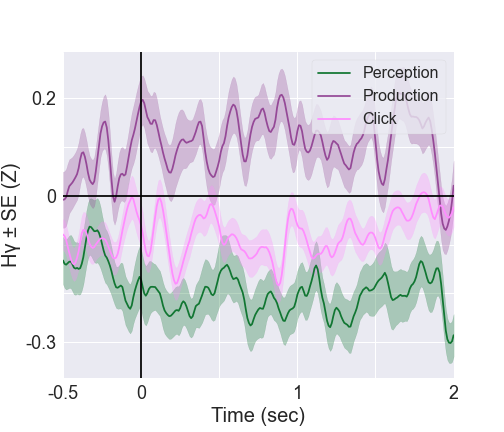 Perception
Production
Click
0.2
0
-0.3
Hγ ± SE (Z)
-0.5
0
1
2
Time (sec)